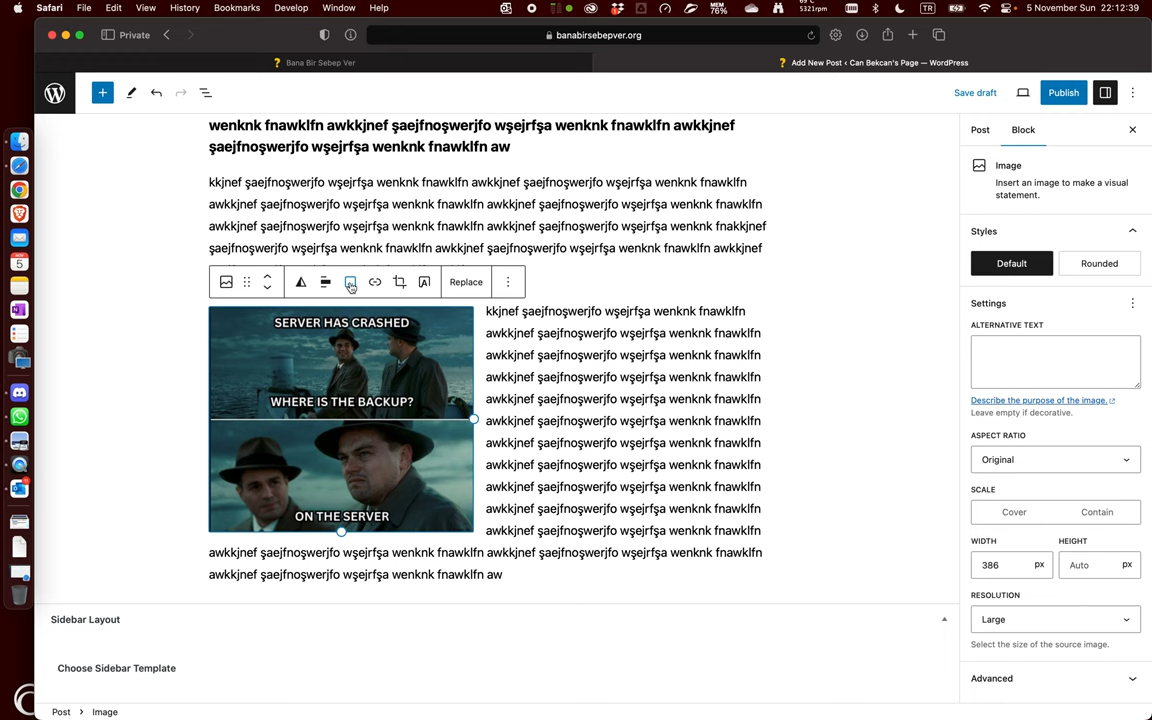 Safari File Edit View History Bookmarks Develop Window Help
MEM
76%
69°C
5321rpm
TR
5 November Sun 22:12:39
Private
banabirsebepver.org
Bana Bir Sebep Ver
Add New Post ‹ Can Bekcan's Page — WordPress
Save draft
Publish
wenknk fnawklfn awkkjnef şaejfnoşwerjfo wşejrfşa wenknk fnawklfn awkkjnef
şaejfnoşwerjfo wşejrfşa wenknk fnawklfn aw
kkjnef şaejfnoşwerjfo wşejrfşa wenknk fnawklfn awkkjnef şaejfnoşwerjfo wşejrfşa wenknk fnawklfn
awkkjnef şaejfnoşwerjfo wşejrfşa wenknk fnawklfn awkkjnef şaejfnoşwerjfo wşejrfşa wenknk fnawklfn
awkkjnef şaejfnoşwerjfo wşejrfşa wenknk fnawklfn awkkjnef şaejfnoşwerjfo wşejrfşa wenknk fnakkjnef
şaejfnoşwerjfo wşejrfşa wenknk fnawklfn awkkjnef şaejfnoşwerjfo wşejrfşa wenknk fnawklfn awkkjnef
Replace
SERVER HAS CRASHED
WHERE IS THE BACKUP?
ON THE SERVER
kkjnef şaejfnoşwerjfo wşejrfşa wenknk fnawklfn
awkkjnef şaejfnoşwerjfo wşejrfşa wenknk fnawklfn
awkkjnef şaejfnoşwerjfo wşejrfşa wenknk fnawklfn
awkkjnef şaejfnoşwerjfo wşejrfşa wenknk fnawklfn
awkkjnef şaejfnoşwerjfo wşejrfşa wenknk fnawklfn
awkkjnef şaejfnoşwerjfo wşejrfşa wenknk fnawklfn
awkkjnef şaejfnoşwerjfo wşejrfşa wenknk fnawklfn
awkkjnef şaejfnoşwerjfo wşejrfşa wenknk fnawklfn
awkkjnef şaejfnoşwerjfo wşejrfşa wenknk fnawklfn
awkkjnef şaejfnoşwerjfo wşejrfşa wenknk fnawklfn
awkkjnef şaejfnoşwerjfo wşejrfşa wenknk fnawklfn
awkkjnef şaejfnoşwerjfo wşejrfşa wenknk fnawklfn awkkjnef şaejfnoşwerjfo wşejrfşa wenknk fnawklfn
awkkjnef şaejfnoşwerjfo wşejrfşa wenknk fnawklfn aw
Sidebar Layout
Choose Sidebar Template
Post › Image
Post Block
Image
Insert an image to make a visual
statement.
Styles
Default
Rounded
Settings
ALTERNATIVE TEXT
Describe the purpose of the image.
Leave empty if decorative.
ASPECT RATIO
Original
SCALE
Cover Contain
WIDTH HEIGHT
386 px Auto px
RESOLUTION
Large
Select the size of the source image.
Advanced